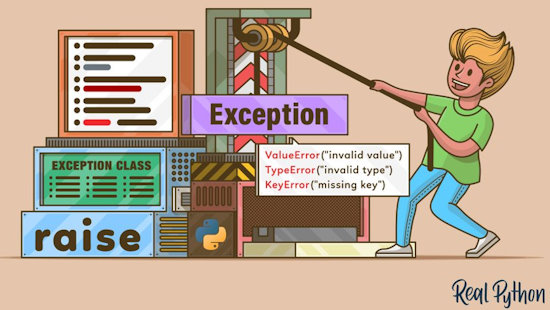 Exception
ValueError("invalid value")
TypeError("invalid type")
KeyError("missing key")
EXCEPTION CLASS
raise
Real Python